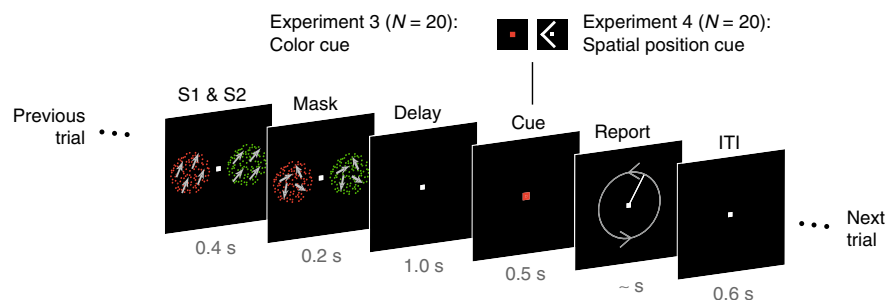 Experiment 3 (N = 20):
Color cue
Experiment 4 (N = 20):
Spatial position cue
Previous
trial
S1 & S2
Mask
Delay
Cue
Report
ITI
Next
trial
0.4 s
0.2 s
1.0 s
0.5 s
~ s
0.6 s